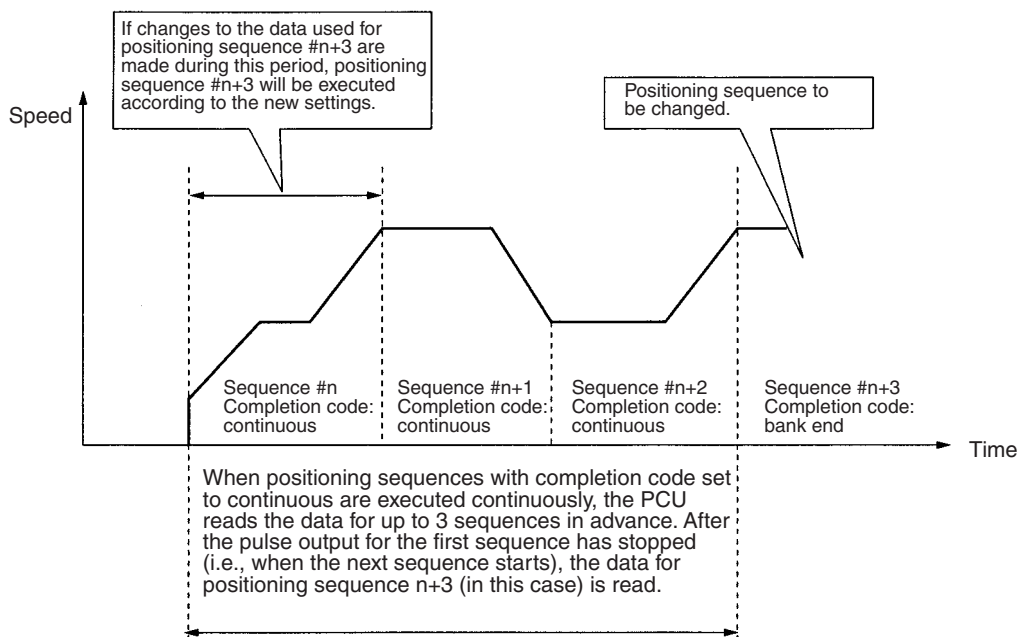 If changes to the data used for
positioning sequence #n+3 are
made during this period, positioning
sequence #n+3 will be executed
according to the new settings.
Positioning sequence to
be changed.
Speed
Sequence #n
Completion code:
continuous
Sequence #n+1
Completion code:
continuous
Sequence #n+2
Completion code:
continuous
Sequence #n+3
Completion code:
bank end
Time
When positioning sequences with completion code set
to continuous are executed continuously, the PCU
reads the data for up to 3 sequences in advance. After
the pulse output for the first sequence has stopped
(i.e., when the next sequence starts), the data for
positioning sequence n+3 (in this case) is read.